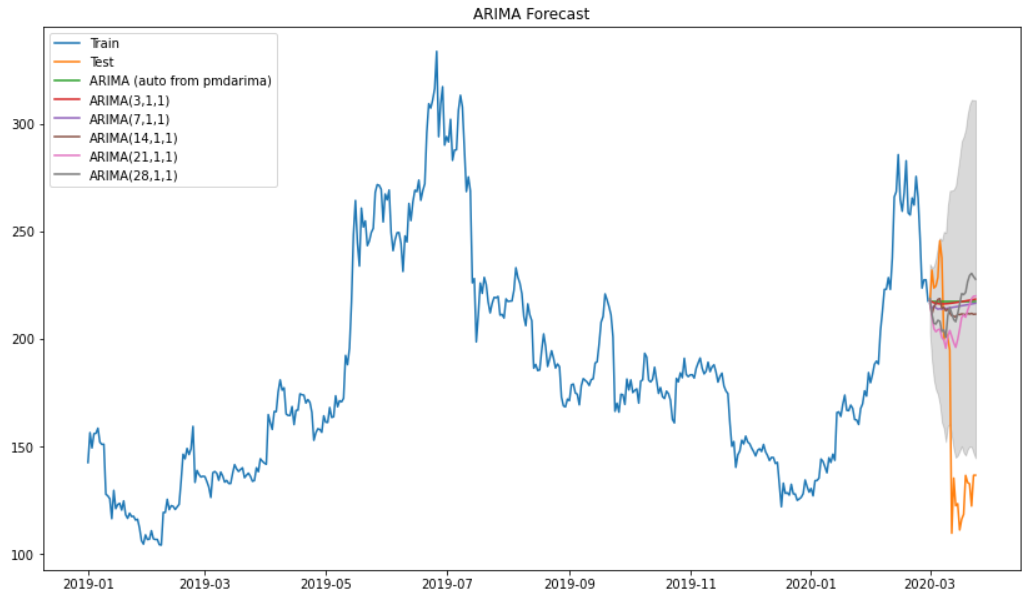 ARIMA Forecast
Train
Test
ARIMA (auto from pmdarima)
ARIMA(3,1,1)
ARIMA(7,1,1)
ARIMA(14,1,1)
ARIMA(21,1,1)
ARIMA(28,1,1)
300
250
200
150
100
2019-01 2019-03 2019-05 2019-07 2019-09 2019-11 2020-01 2020-03